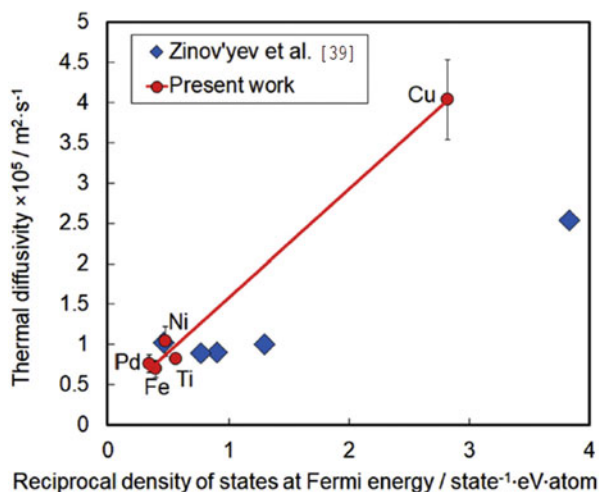 5
4.5
4
3.5
3
2.5
2
1.5
1
0.5
0
Thermal diffusivity ×10⁵ / m²·s⁻¹
Zinov'yev et al. [39]
Present work
Cu
Ni
Pd
Fe
Ti
0 1 2 3 4
Reciprocal density of states at Fermi energy / state⁻¹·eV·atom